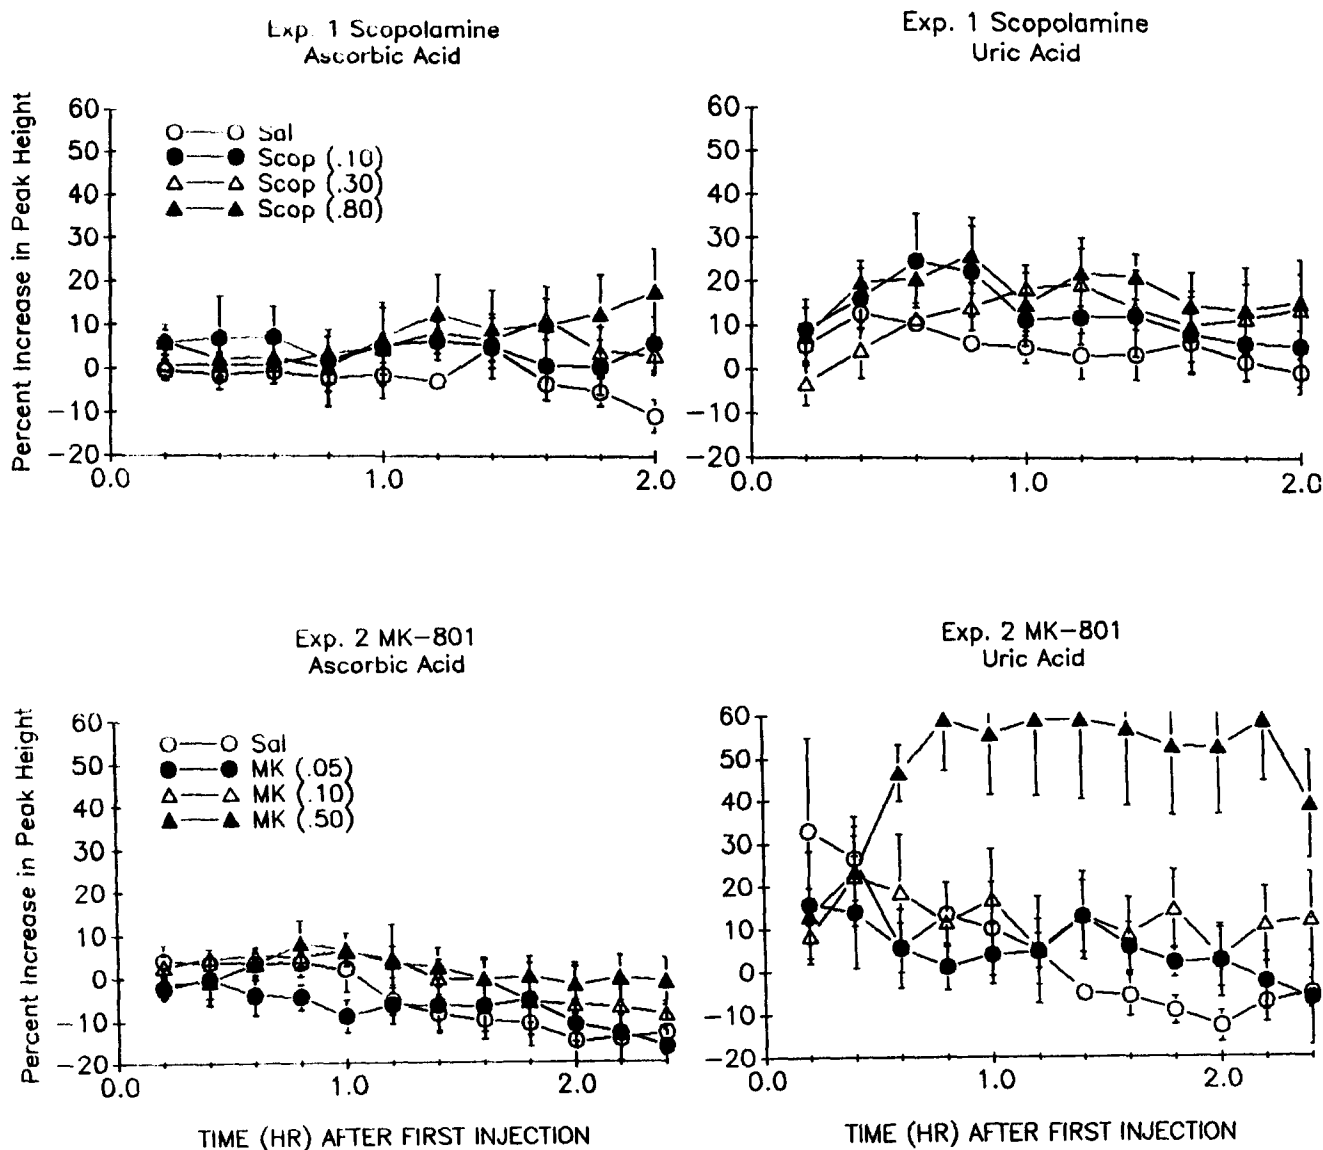 Exp. 1 Scopolamine
Ascorbic Acid
Exp. 1 Scopolamine
Uric Acid
Percent Increase in Peak Height
60
50
40
30
20
10
0
−10
−20
Sal
Scop (.10)
Scop (.30)
Scop (.80)
0.0
1.0
2.0
60
50
40
30
20
10
0
−10
−20
0.0
1.0
2.0
Exp. 2 MK−801
Ascorbic Acid
Exp. 2 MK−801
Uric Acid
Percent Increase in Peak Height
60
50
40
30
20
10
0
−10
−20
Sal
MK (.05)
MK (.10)
MK (.50)
0.0
1.0
2.0
TIME (HR) AFTER FIRST INJECTION
60
50
40
30
20
10
0
−10
−20
0.0
1.0
2.0
TIME (HR) AFTER FIRST INJECTION